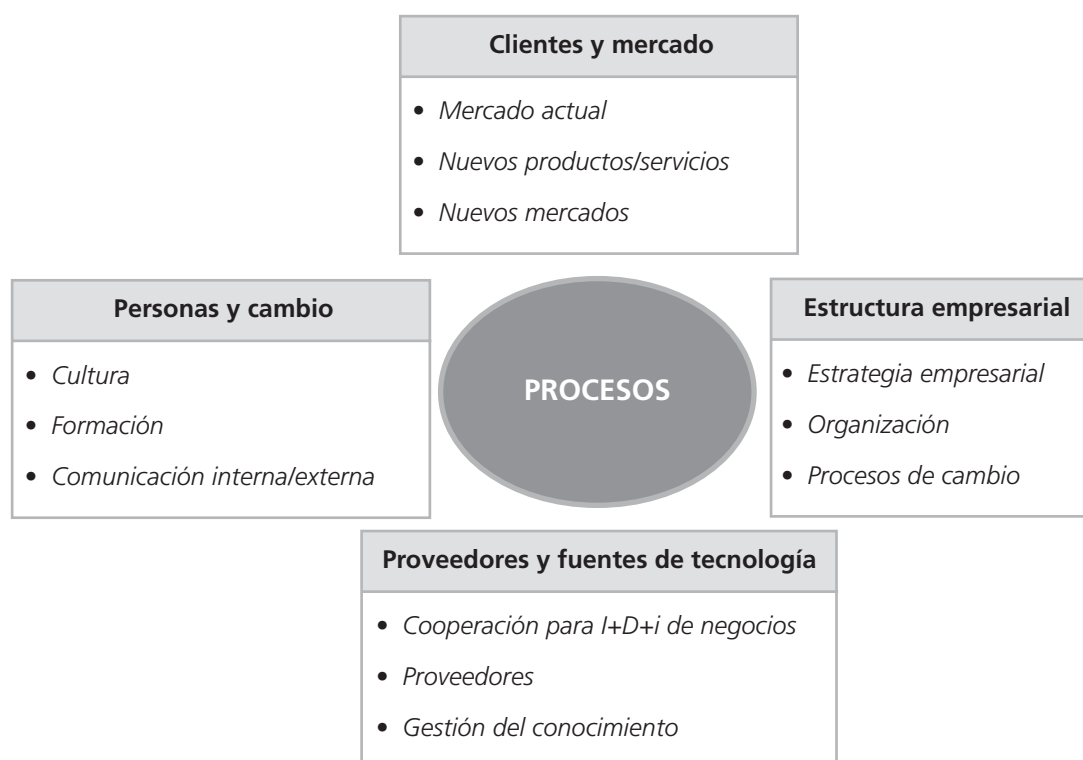 Clientes y mercado
• Mercado actual
• Nuevos productos/servicios
• Nuevos mercados
Personas y cambio
• Cultura
• Formación
• Comunicación interna/externa
PROCESOS
Estructura empresarial
• Estrategia empresarial
• Organización
• Procesos de cambio
Proveedores y fuentes de tecnología
• Cooperación para I+D+i de negocios
• Proveedores
• Gestión del conocimiento